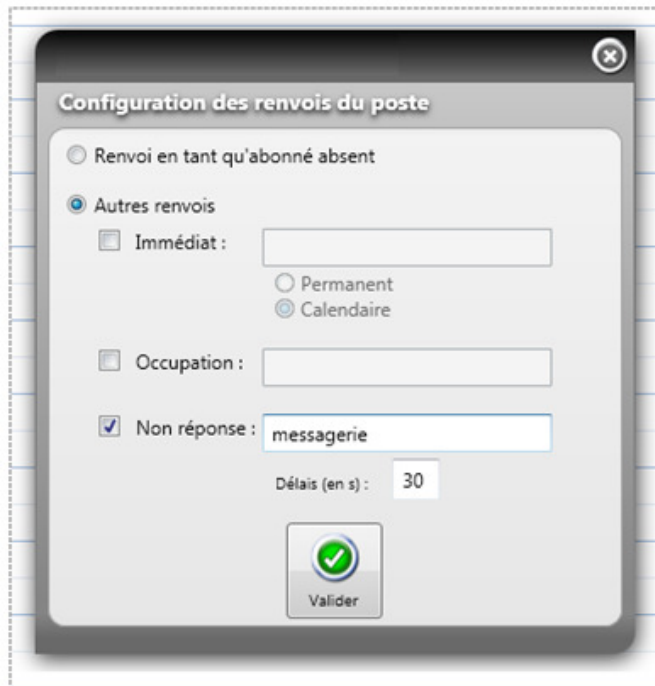 Configuration des renvois du poste
Renvoi en tant qu'abonné absent
Autres renvois
Immédiat :
Permanent
Calendaire
Occupation :
Non réponse : messagerie
Délais (en s) : 30
Valider